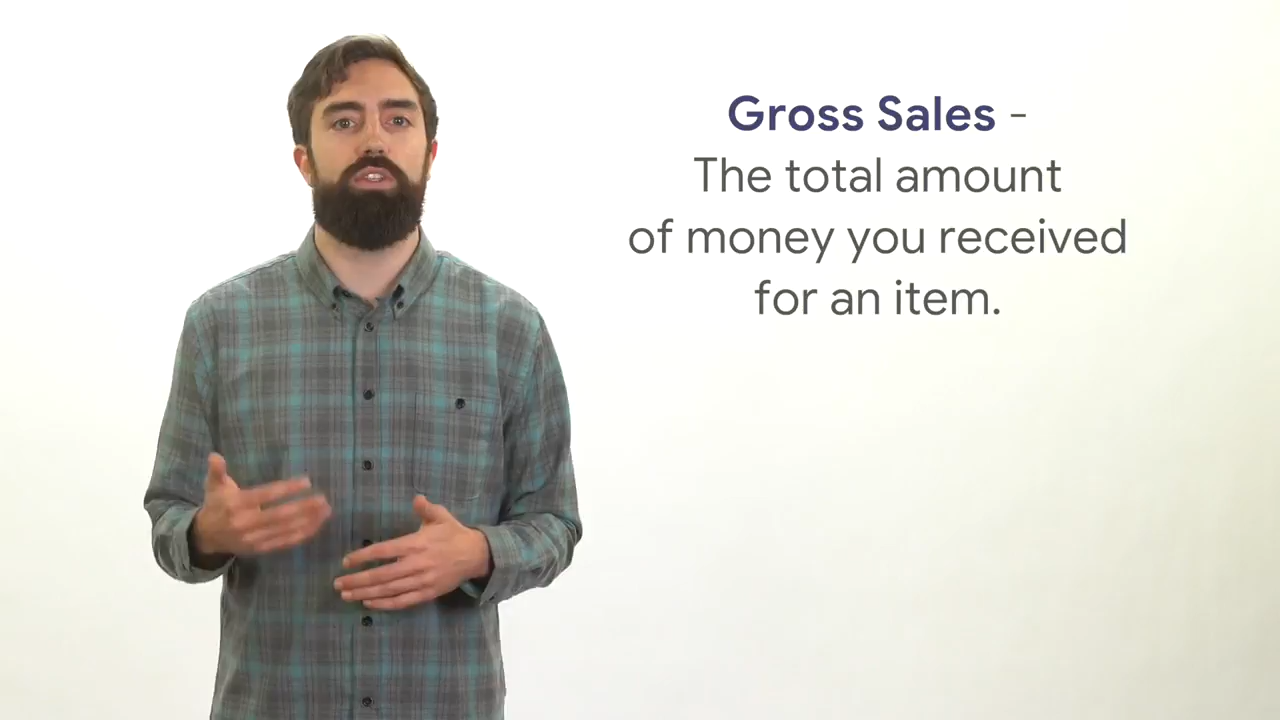 Gross Sales -
The total amount
of money you received
for an item.